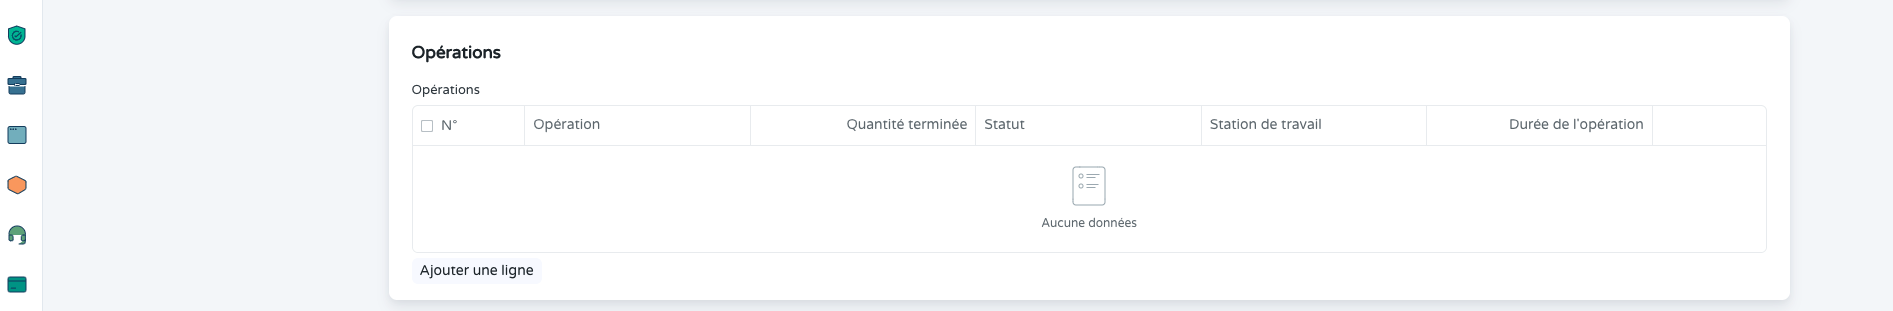 Opérations
Opérations
N° Opération Quantité terminée Statut Station de travail Durée de l'opération
Aucune données
Ajouter une ligne